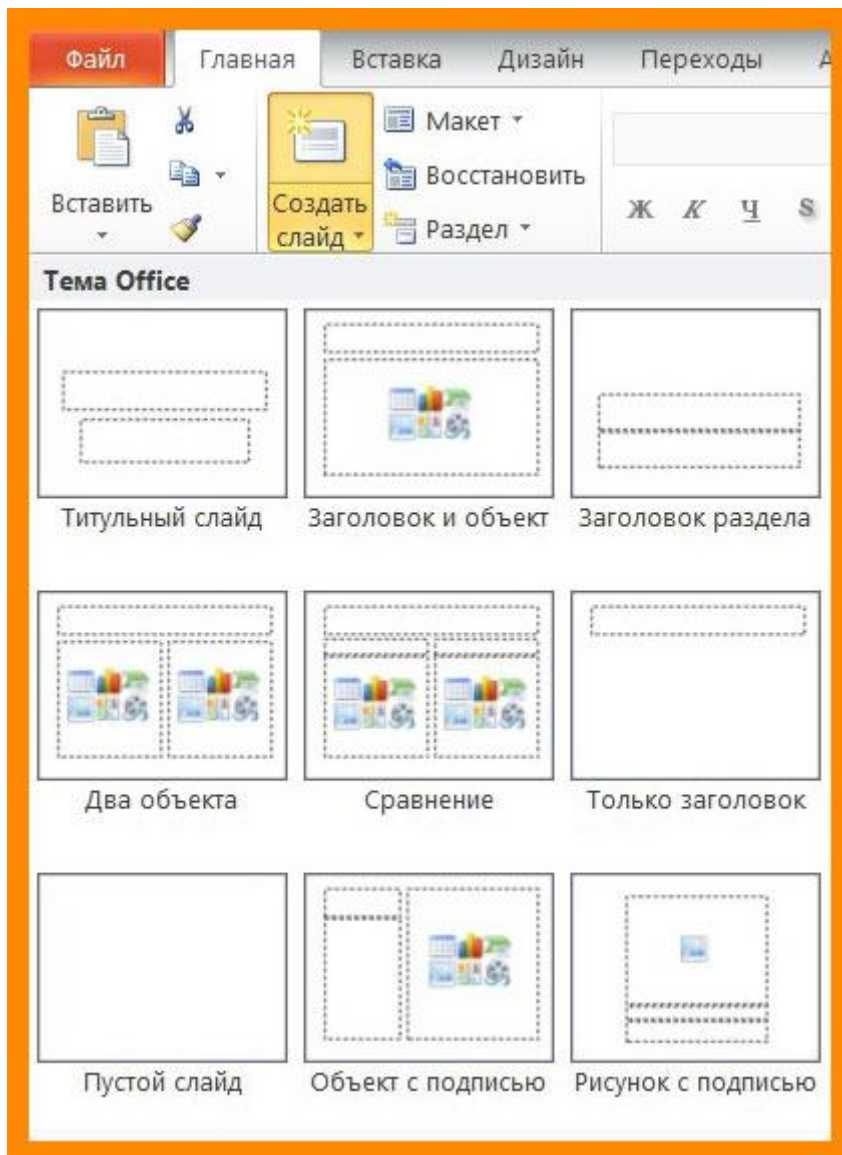 Файл Главная Вставка Дизайн Переходы
Вставить
Создать слайд
Макет
Восстановить
Раздел
Ж К Ч S
Тема Office
Титульный слайд Заголовок и объект Заголовок раздела
Два объекта Сравнение Только заголовок
Пустой слайд Объект с подписью Рисунок с подписью